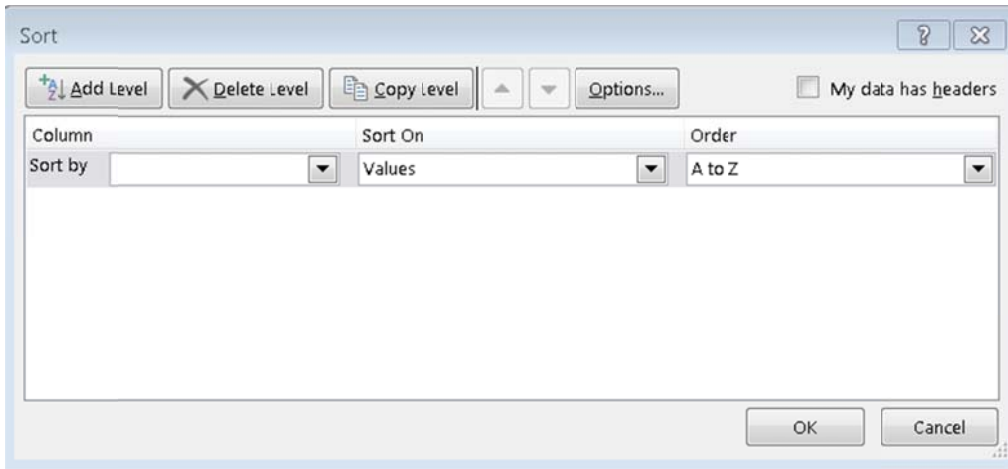 Sort
Add Level Delete Level Copy Level Options... My data has headers
Column Sort On Order
Sort by Values A to Z
OK Cancel